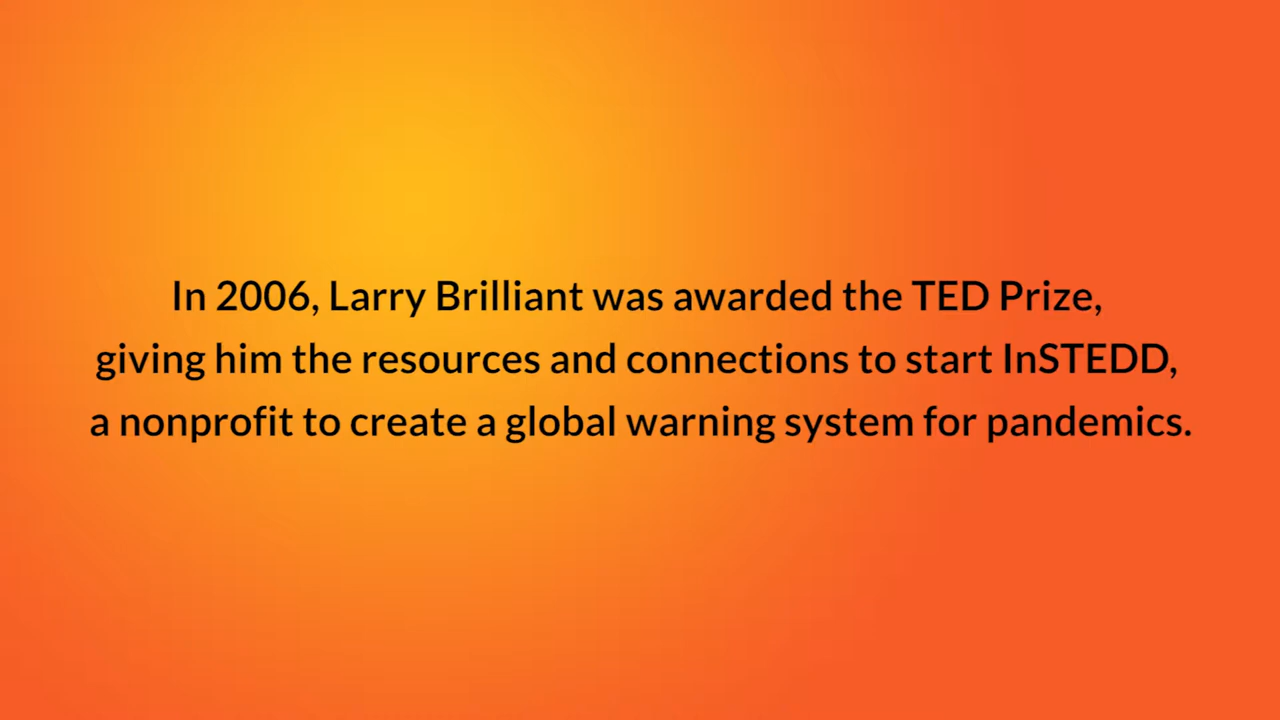 In 2006, Larry Brilliant was awarded the TED Prize,
giving him the resources and connections to start InSTEDD,
a nonprofit to create a global warning system for pandemics.